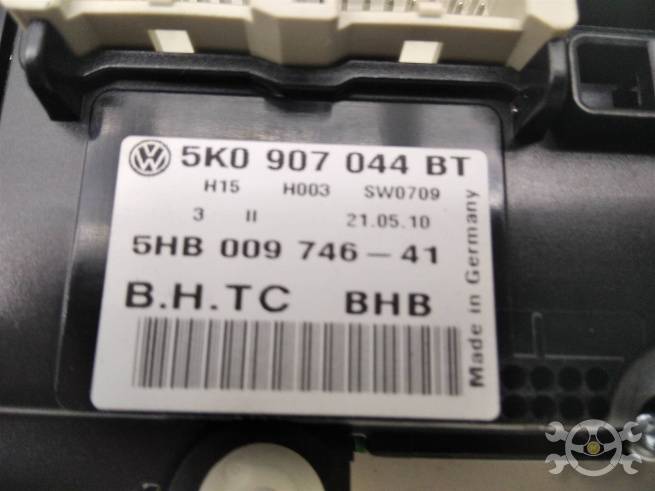 5K0 907 044 BT
H15 H003 SW0709
3 II 21.05.10
5HB 009 746-41
B.H.TC BHB
Made in Germany